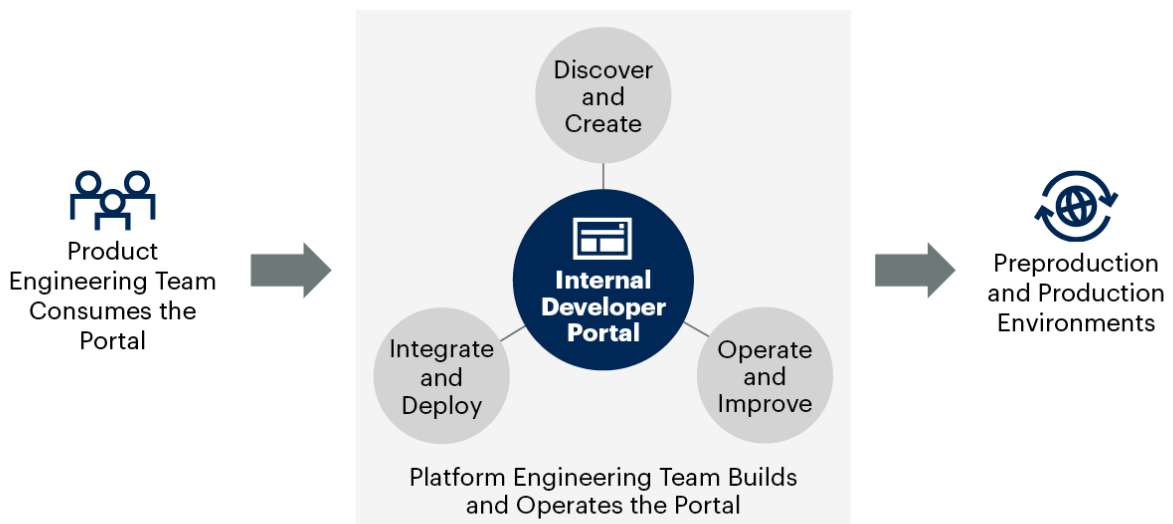 Product
Engineering Team
Consumes the
Portal
Discover
and
Create
Internal
Developer
Portal
Integrate
and
Deploy
Operate
and
Improve
Platform Engineering Team Builds
and Operates the Portal
Preproduction
and Production
Environments